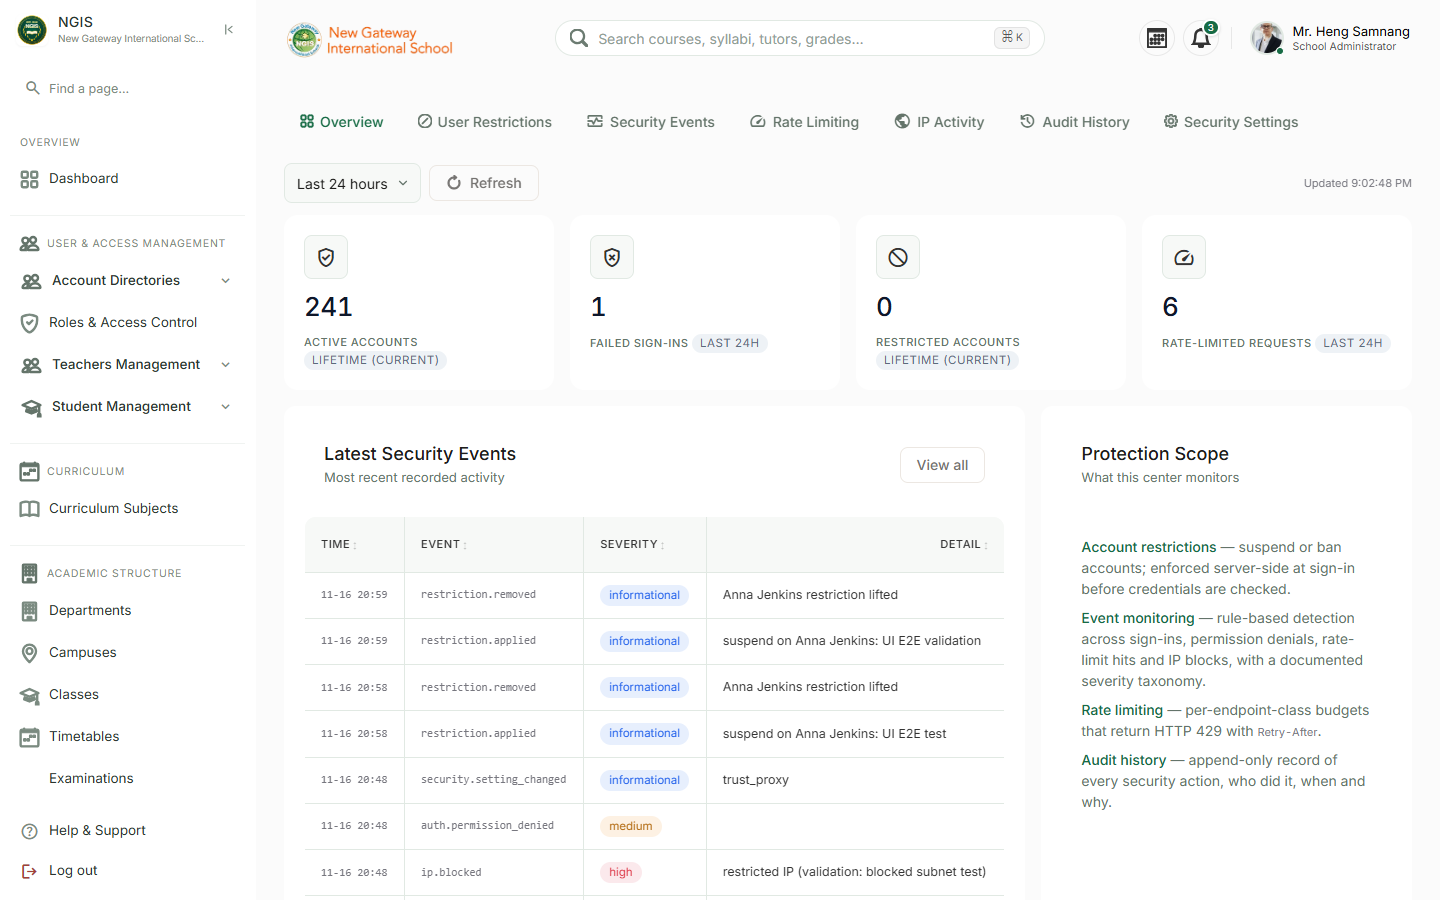 NGIS
New Gateway International Sc...
Find a page...
OVERVIEW
Dashboard
USER & ACCESS MANAGEMENT
Account Directories
Roles & Access Control
Teachers Management
Student Management
CURRICULUM
Curriculum Subjects
ACADEMIC STRUCTURE
Departments
Campuses
Classes
Timetables
Examinations
Help & Support
Log out
NGIS
New Gateway
International School
Search courses, syllabi, tutors, grades...
⌘ K
3
Mr. Heng Samnang
School Administrator
Overview
User Restrictions
Security Events
Rate Limiting
IP Activity
Audit History
Security Settings
Last 24 hours
Refresh
Updated 9:02:48 PM
241
ACTIVE ACCOUNTS
LIFETIME (CURRENT)
1
FAILED SIGN-INS LAST 24H
0
RESTRICTED ACCOUNTS
LIFETIME (CURRENT)
6
RATE-LIMITED REQUESTS LAST 24H
Latest Security Events
Most recent recorded activity
View all
TIME EVENT SEVERITY DETAIL
11-16 20:59 restriction.removed informational Anna Jenkins restriction lifted
11-16 20:59 restriction.applied informational suspend on Anna Jenkins: UI E2E validation
11-16 20:58 restriction.removed informational Anna Jenkins restriction lifted
11-16 20:58 restriction.applied informational suspend on Anna Jenkins: UI E2E test
11-16 20:48 security.setting_changed informational trust_proxy
11-16 20:48 auth.permission_denied medium
11-16 20:48 ip.blocked high restricted IP (validation: blocked subnet test)
Protection Scope
What this center monitors
Account restrictions — suspend or ban
accounts; enforced server-side at sign-in
before credentials are checked.
Event monitoring — rule-based detection
across sign-ins, permission denials, rate-
limit hits and IP blocks, with a documented
severity taxonomy.
Rate limiting — per-endpoint-class budgets
that return HTTP 429 with Retry-After.
Audit history — append-only record of
every security action, who did it, when and
why.